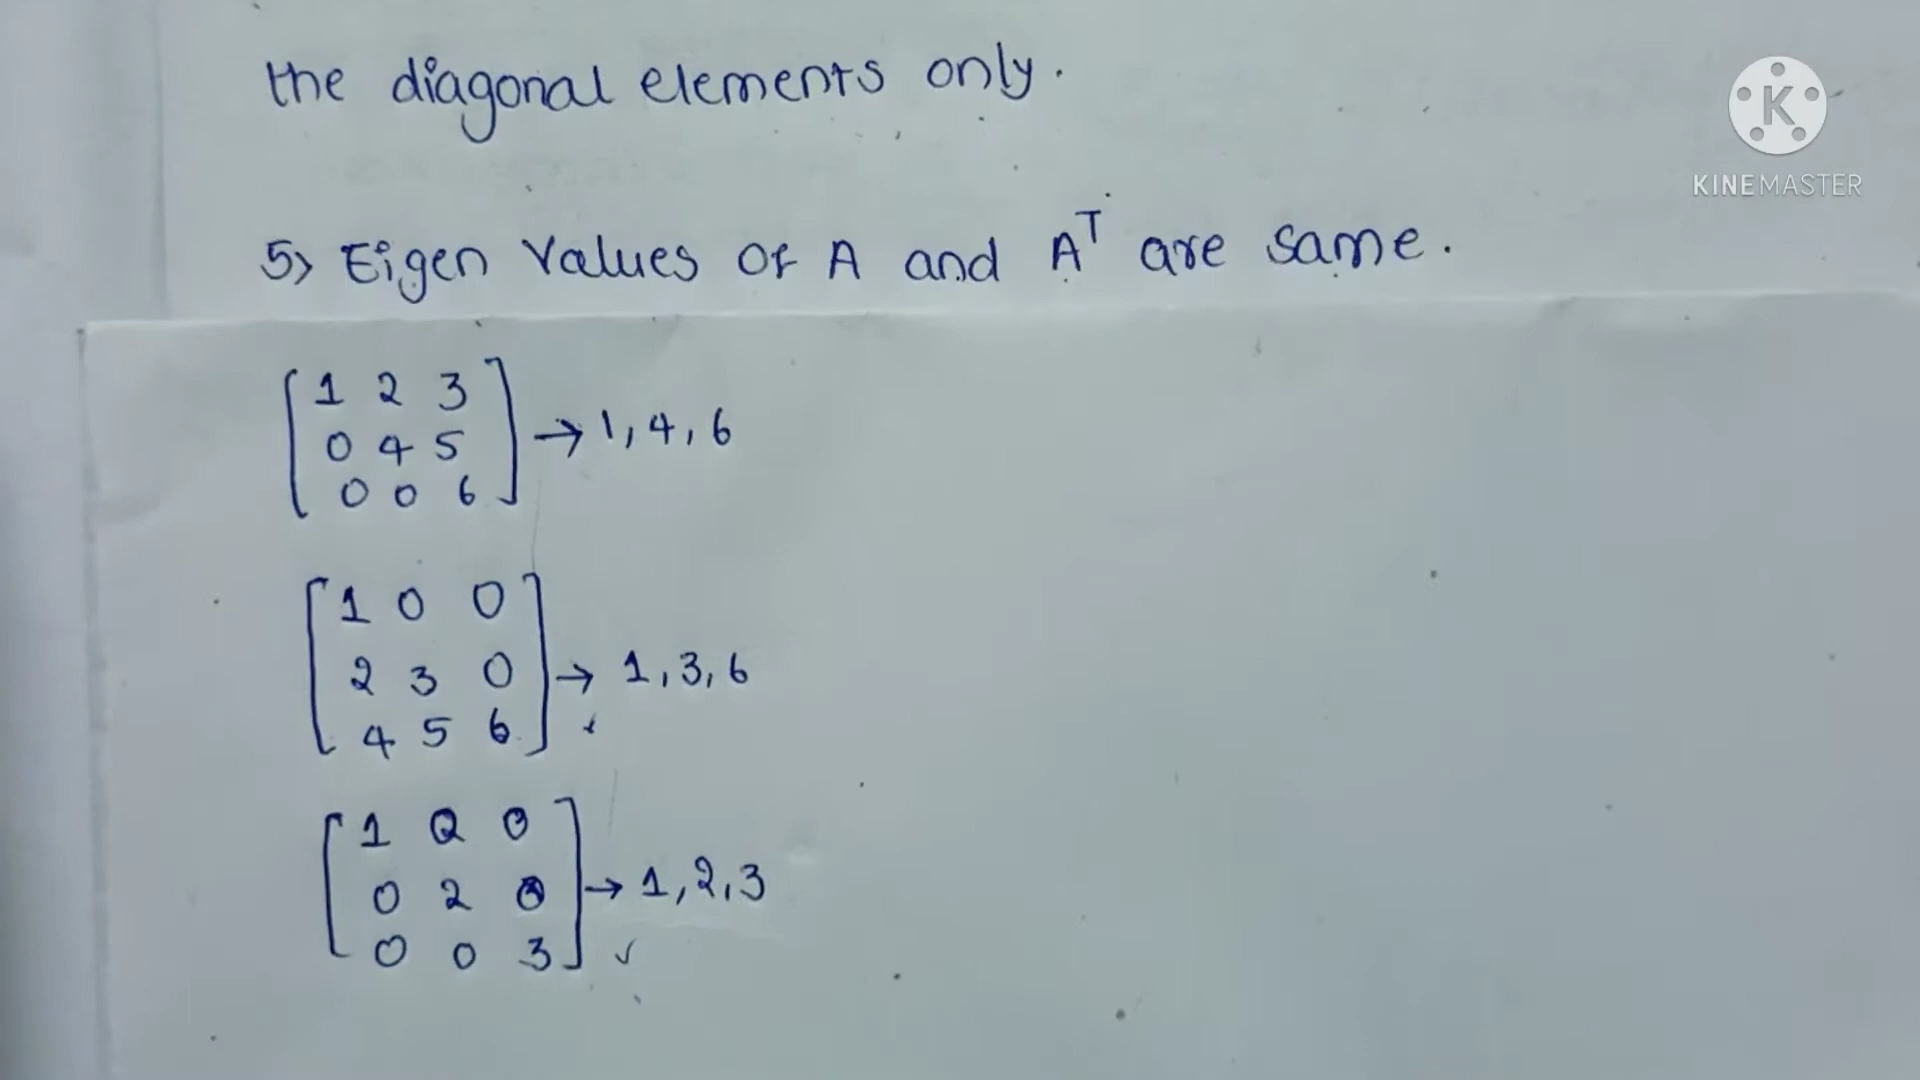 the diagonal elements only.
K
KINEMASTER
5) Eigen Values of A and Aᵀ are same.
[1 2 3
0 4 5
0 0 6] → 1, 4, 6
[1 0 0
2 3 0
4 5 6] → 1, 3, 6
[1 0 0
0 2 0
0 0 3] → 1, 2, 3
✓